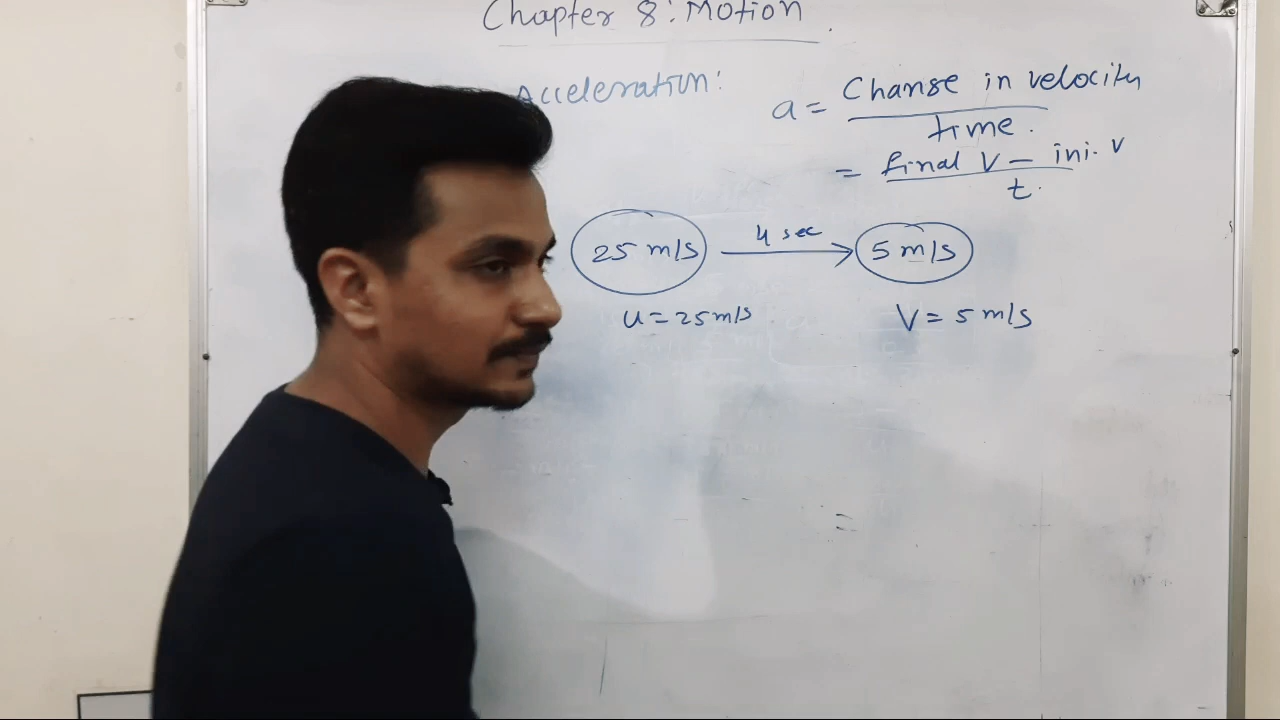 Chapter 8: Motion
Acceleration:
a = Change in velocity
time.
= final V - ini. v
t.
25 m/s
4 sec
5 m/s
u = 25 m/s
V = 5 m/s
=